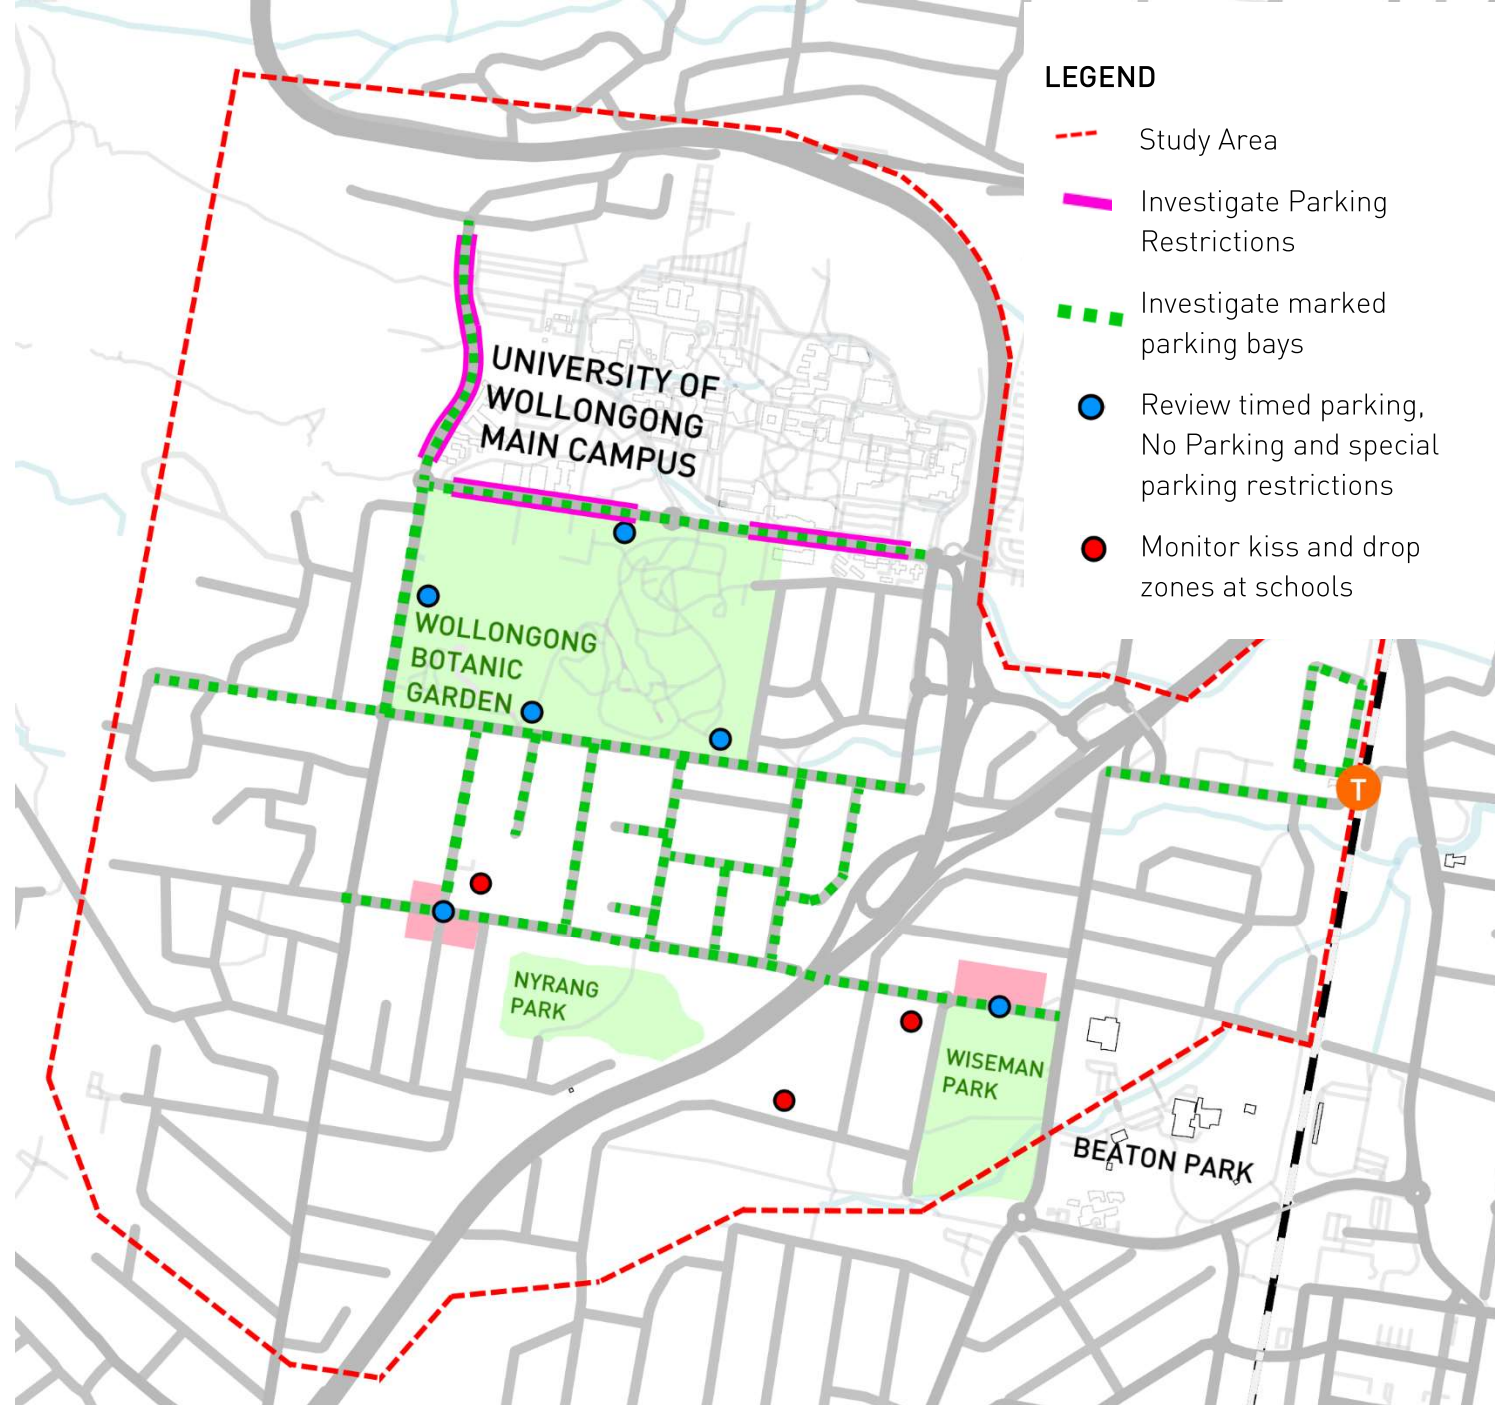 LEGEND
Study Area
Investigate Parking
Restrictions
Investigate marked
parking bays
Review timed parking,
No Parking and special
parking restrictions
Monitor kiss and drop
zones at schools
UNIVERSITY OF
WOLLONGONG
MAIN CAMPUS
WOLLONGONG
BOTANIC
GARDEN
T
NYRANG
PARK
WISEMAN
PARK
BEATON PARK